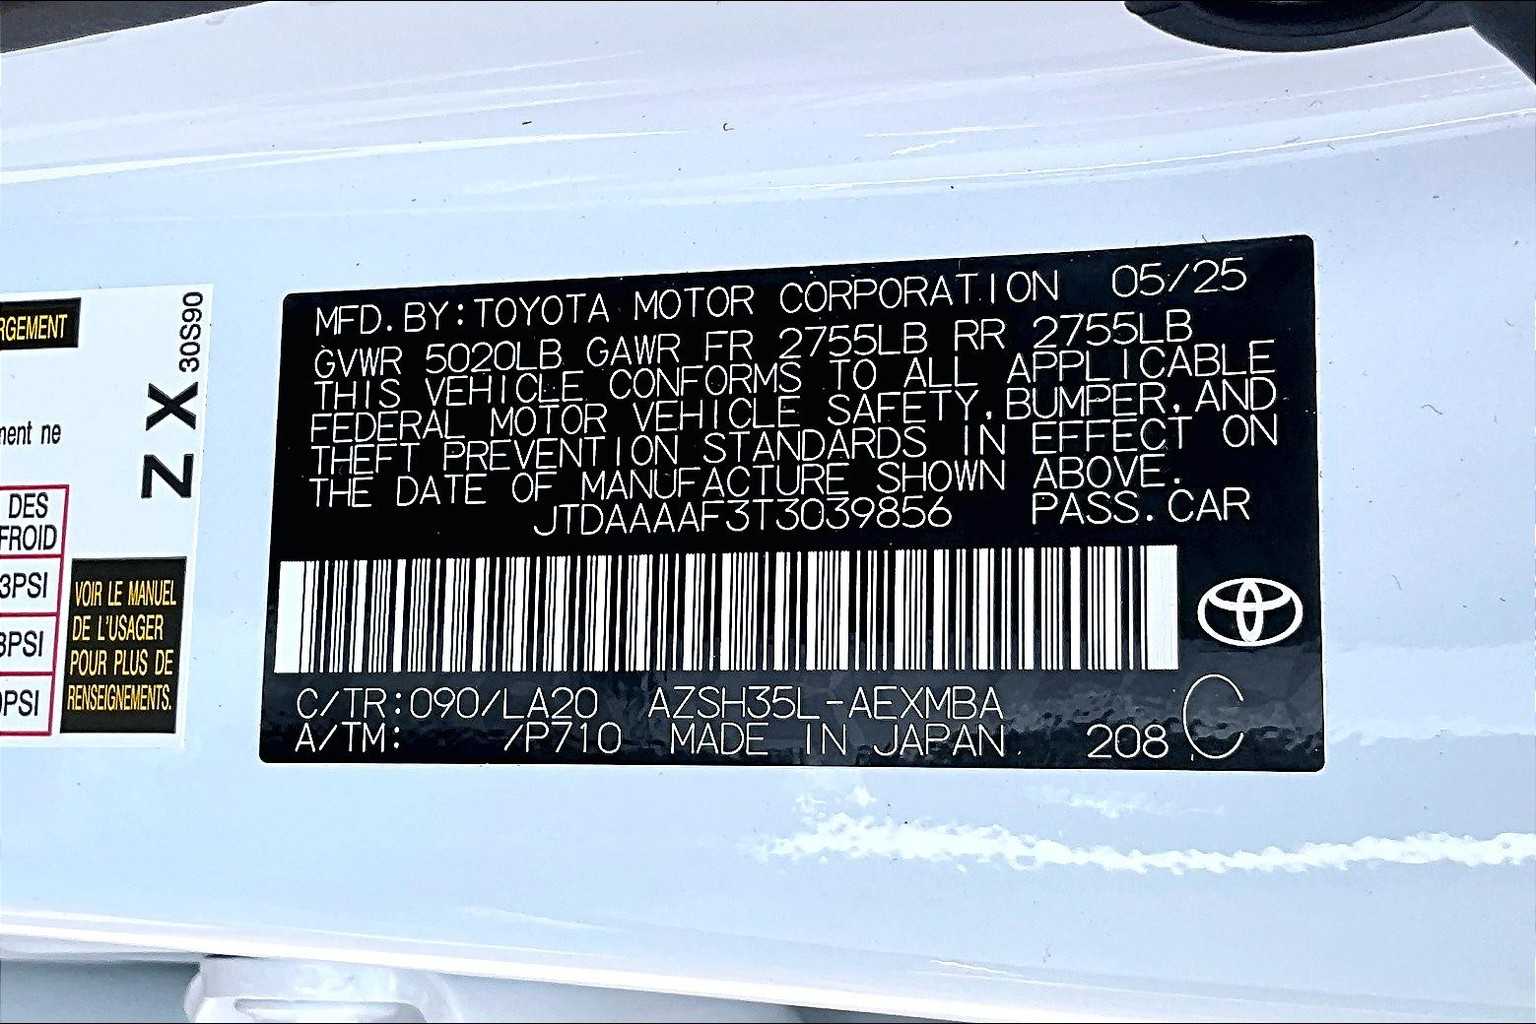 MFD.BY:TOYOTA MOTOR CORPORATION 05/25
GVWR 5020LB GAWR FR 2755LB RR 2755LB
THIS VEHICLE CONFORMS TO ALL APPLICABLE
FEDERAL MOTOR VEHICLE SAFETY,BUMPER,AND
THEFT PREVENTION STANDARDS IN EFFECT ON
THE DATE OF MANUFACTURE SHOWN ABOVE.
JTDAAAAF3T3039856 PASS.CAR
C/TR:090/LA20 AZSH35L-AEXMBA
A/TM: /P710 MADE IN JAPAN 208 C
ZX 30S90
ne
DES
FROID
3PSI
PSI
PSI
VOIR LE MANUEL
DE L'USAGER
POUR PLUS DE
RENSEIGNEMENTS.